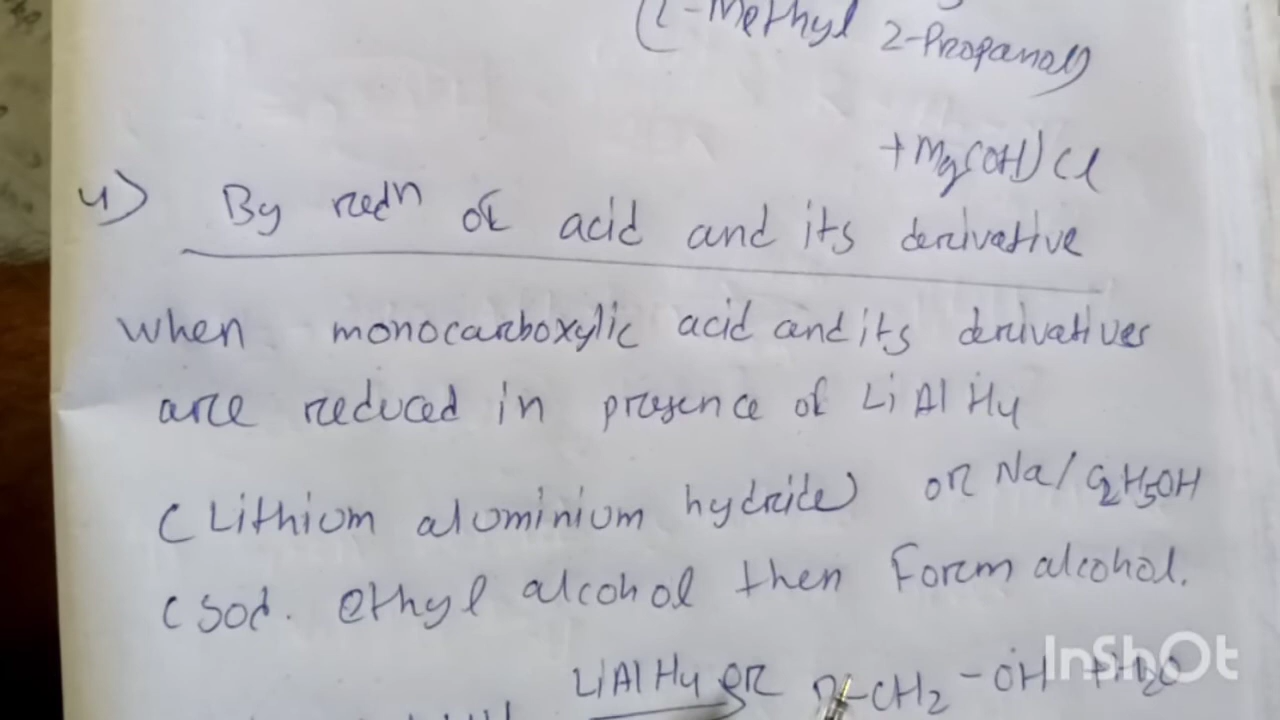 (2-Methyl 2-Propanol)
+Mg(OH)Cl
4) By redn of acid and its derivative
When monocarboxylic acid and its derivatives
are reduced in presence of LiAlH4
(Lithium aluminium hydride) or Na/C2H5OH
(Sod. ethyl alcohol then Form alcohol.
LiAlH4 or R-CH2-OH + H2O
InShOt